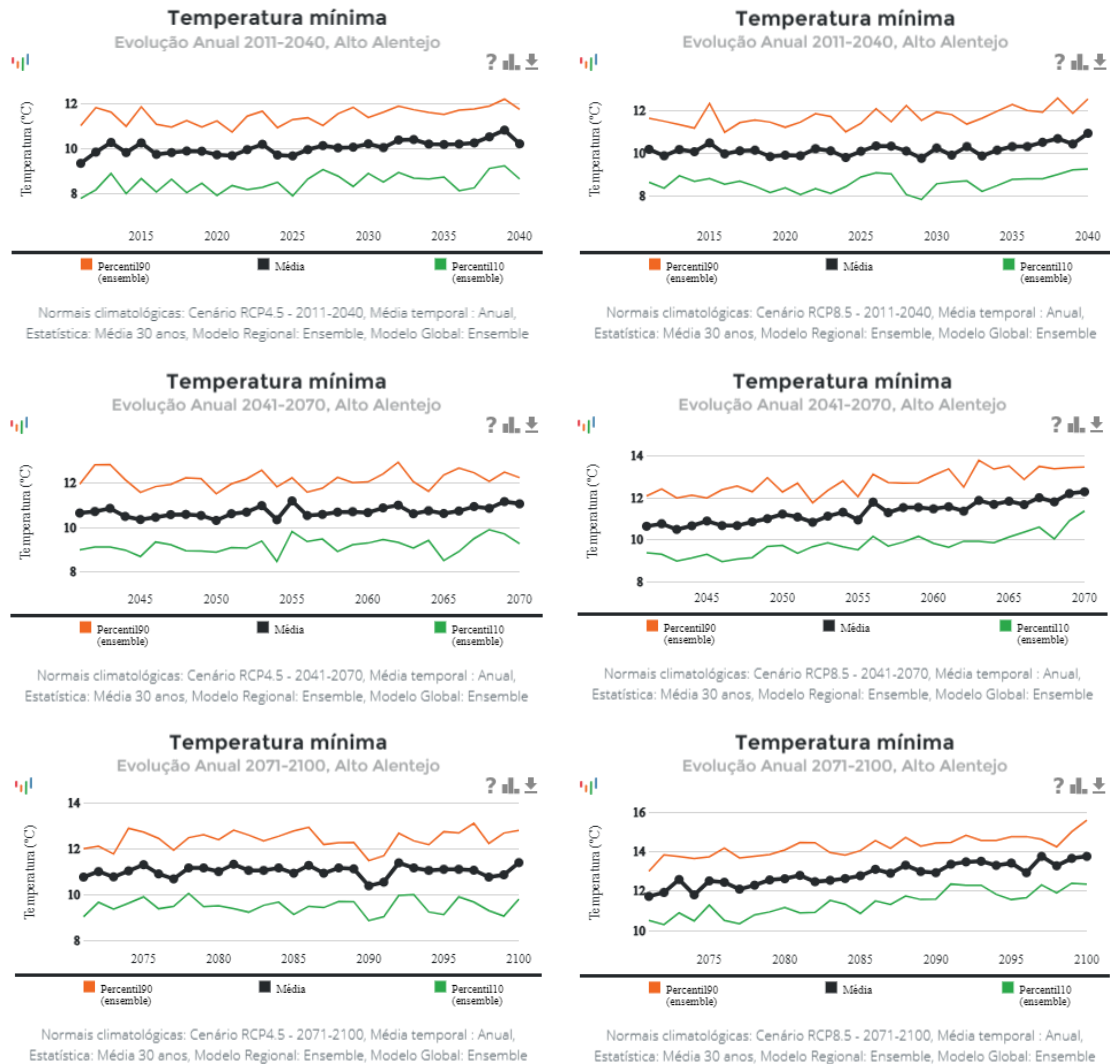 Temperatura mínima
Evolução Anual 2011-2040, Alto Alentejo
?
Temperatura (°C)
12
10
8
2015
2020
2025
2030
2035
2040
Percentil90
(ensemble)
Média
Percentil10
(ensemble)
Normais climatológicas: Cenário RCP4.5 - 2011-2040, Média temporal : Anual,
Estatística: Média 30 anos, Modelo Regional: Ensemble, Modelo Global: Ensemble
Temperatura mínima
Evolução Anual 2011-2040, Alto Alentejo
?
Temperatura (°C)
12
10
8
2015
2020
2025
2030
2035
2040
Percentil90
(ensemble)
Média
Percentil10
(ensemble)
Normais climatológicas: Cenário RCP8.5 - 2011-2040, Média temporal : Anual,
Estatística: Média 30 anos, Modelo Regional: Ensemble, Modelo Global: Ensemble
Temperatura mínima
Evolução Anual 2041-2070, Alto Alentejo
?
Temperatura (°C)
12
10
8
2045
2050
2055
2060
2065
2070
Percentil90
(ensemble)
Média
Percentil10
(ensemble)
Normais climatológicas: Cenário RCP4.5 - 2041-2070, Média temporal : Anual,
Estatística: Média 30 anos, Modelo Regional: Ensemble, Modelo Global: Ensemble
Temperatura mínima
Evolução Anual 2041-2070, Alto Alentejo
?
Temperatura (°C)
14
12
10
8
2045
2050
2055
2060
2065
2070
Percentil90
(ensemble)
Média
Percentil10
(ensemble)
Normais climatológicas: Cenário RCP8.5 - 2041-2070, Média temporal : Anual,
Estatística: Média 30 anos, Modelo Regional: Ensemble, Modelo Global: Ensemble
Temperatura mínima
Evolução Anual 2071-2100, Alto Alentejo
?
Temperatura (°C)
14
12
10
8
2075
2080
2085
2090
2095
2100
Percentil90
(ensemble)
Média
Percentil10
(ensemble)
Normais climatológicas: Cenário RCP4.5 - 2071-2100, Média temporal : Anual,
Estatística: Média 30 anos, Modelo Regional: Ensemble, Modelo Global: Ensemble
Temperatura mínima
Evolução Anual 2071-2100, Alto Alentejo
?
Temperatura (°C)
16
14
12
10
2075
2080
2085
2090
2095
2100
Percentil90
(ensemble)
Média
Percentil10
(ensemble)
Normais climatológicas: Cenário RCP8.5 - 2071-2100, Média temporal : Anual,
Estatística: Média 30 anos, Modelo Regional: Ensemble, Modelo Global: Ensemble